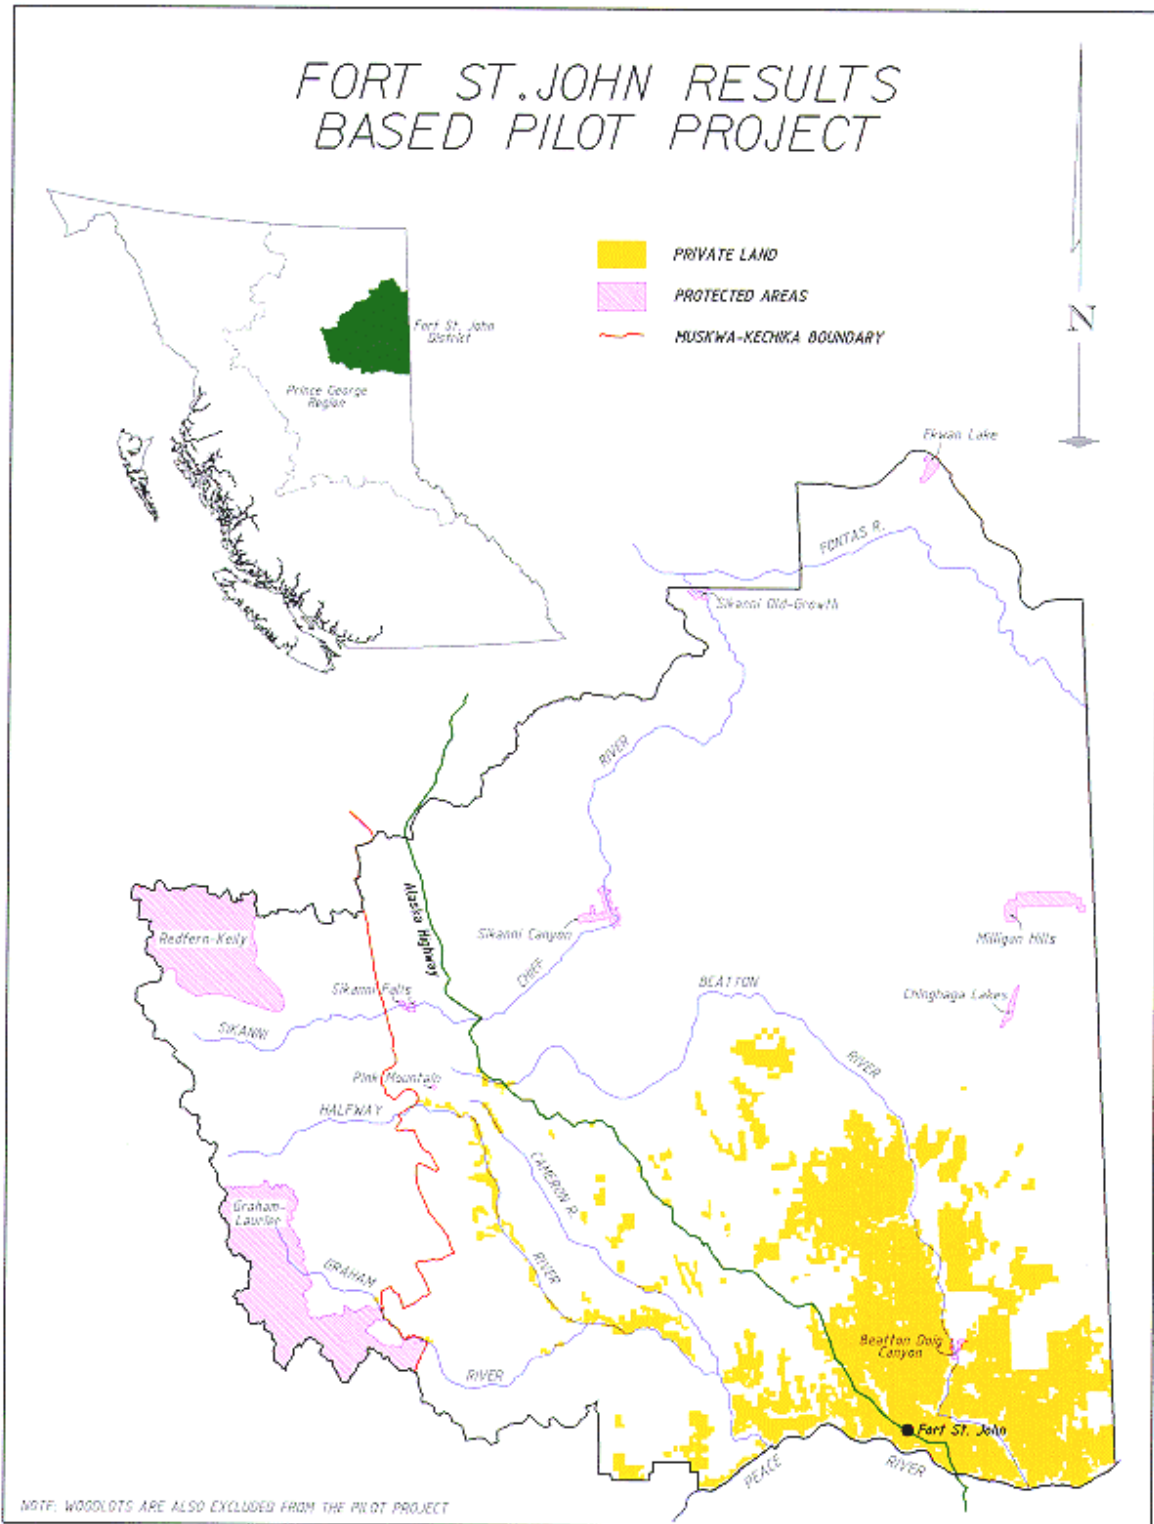 FORT ST. JOHN RESULTS
BASED PILOT PROJECT
PRIVATE LAND
PROTECTED AREAS
MUSKWA-KECHIKA BOUNDARY
Fort St. John
District
Prince George
Region
N
Ekwan Lake
FONTAS R.
Sikanni Old-Growth
RIVER
Alaska Highway
Redfern-Keily
Sikanni Canyon
Milligan Hills
CHIEF
BEATTON
Sikanni Falls
Chinghaga Lakes
SIKANNI
RIVER
Pink Mountain
HALFWAY
CAMERON R.
Graham-
Laurier
GRAHAM
RIVER
Beatton Doig
Canyon
RIVER
Fort St. John
PEACE
RIVER
NOTE: WOODLOTS ARE ALSO EXCLUDED FROM THE PILOT PROJECT